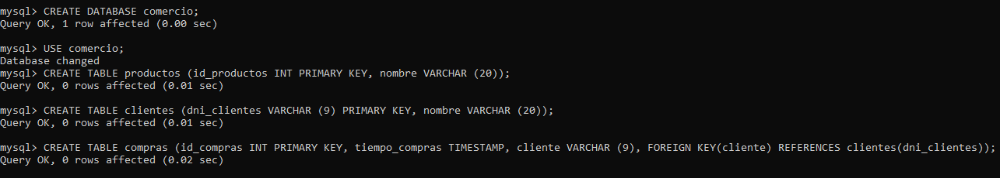 mysql> CREATE DATABASE comercio;
Query OK, 1 row affected (0.00 sec)
mysql> USE comercio;
Database changed
mysql> CREATE TABLE productos (id_productos INT PRIMARY KEY, nombre VARCHAR (20));
Query OK, 0 rows affected (0.01 sec)
mysql> CREATE TABLE clientes (dni_clientes VARCHAR (9) PRIMARY KEY, nombre VARCHAR (20));
Query OK, 0 rows affected (0.01 sec)
mysql> CREATE TABLE compras (id_compras INT PRIMARY KEY, tiempo_compras TIMESTAMP, cliente VARCHAR (9), FOREIGN KEY(cliente) REFERENCES clientes(dni_clientes));
Query OK, 0 rows affected (0.02 sec)